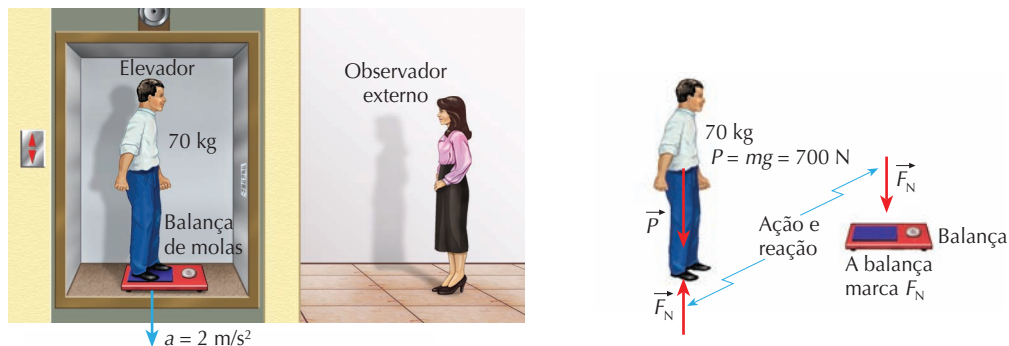 Elevador
70 kg
Balança
de molas
a = 2 m/s²
Observador
externo
70 kg
P = mg = 700 N
P
F_N
Ação e
reação
F_N
Balança
A balança
marca F_N